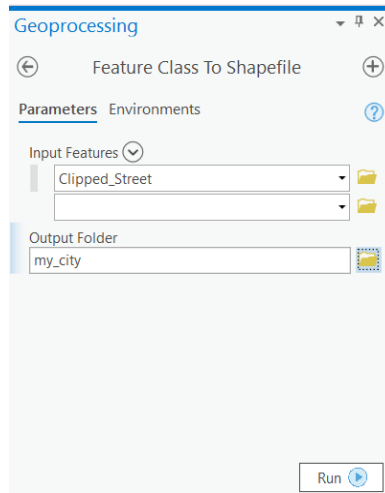 Geoprocessing
Feature Class To Shapefile
Parameters Environments
Input Features
Clipped_Street
Output Folder
my_city
Run